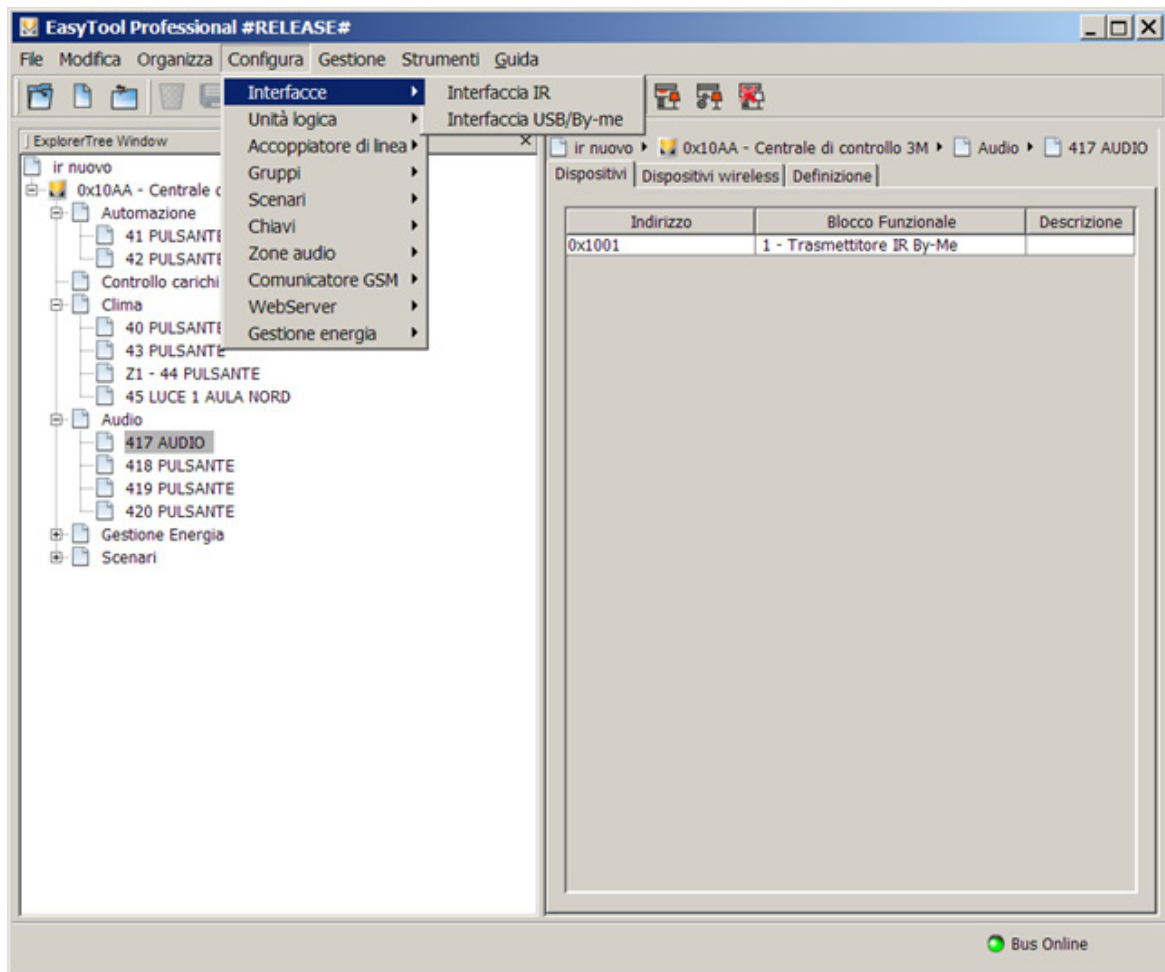 EasyTool Professional #RELEASE#
File Modifica Organizza Configura Gestione Strumenti Guida
Interfacce
Unità logica
Accoppiatore di linea
Gruppi
Scenari
Chiavi
Zone audio
Comunicatore GSM
WebServer
Gestione energia
Interfaccia IR
Interfaccia USB/By-me
ExplorerTree Window
ir nuovo
0x10AA - Centrale c
Automazione
41 PULSANTE
42 PULSANTE
Controllo carichi
Clima
40 PULSANTE
43 PULSANTE
Z1 - 44 PULSANTE
45 LUCE 1 AULA NORD
Audio
417 AUDIO
418 PULSANTE
419 PULSANTE
420 PULSANTE
Gestione Energia
Scenari
ir nuovo 0x10AA - Centrale di controllo 3M Audio 417 AUDIO
Dispositivi Dispositivi wireless Definizione
Indirizzo Blocco Funzionale Descrizione
0x1001 1 - Trasmettitore IR By-Me
Bus Online